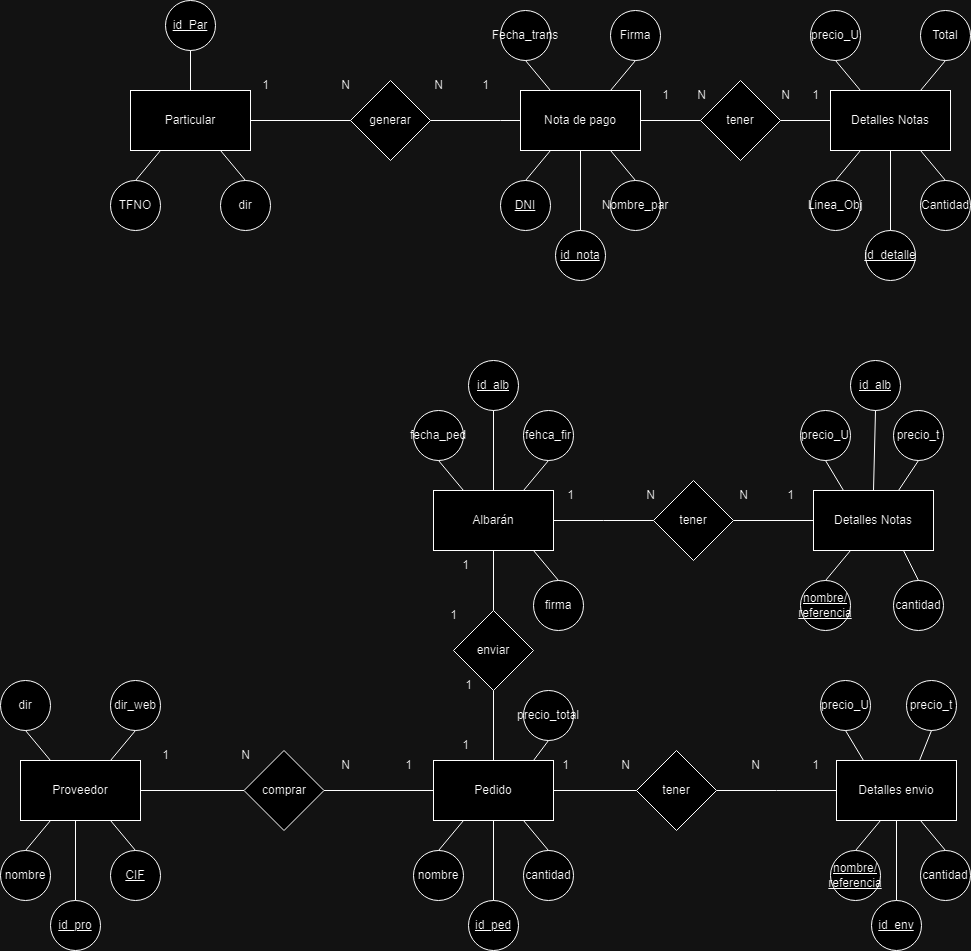 id_Par
Fecha_trans
Firma
precio_U
Total
1
N
N
1
1
N
N
1
Particular
generar
Nota de pago
tener
Detalles Notas
TFNO
dir
DNI
Nombre_par
Linea_Obj
Cantidad
id_nota
id_detalle
id_alb
id_alb
fecha_ped
fehca_fir
precio_U
precio_t
1
N
N
1
Albarán
tener
Detalles Notas
1
firma
nombre/
referencia
cantidad
1
enviar
1
dir
dir_web
precio_total
precio_U
precio_t
1
N
N
1
1
1
N
N
1
Proveedor
comprar
Pedido
tener
Detalles envio
nombre
CIF
nombre
cantidad
nombre/
referencia
cantidad
id_pro
id_ped
id_env